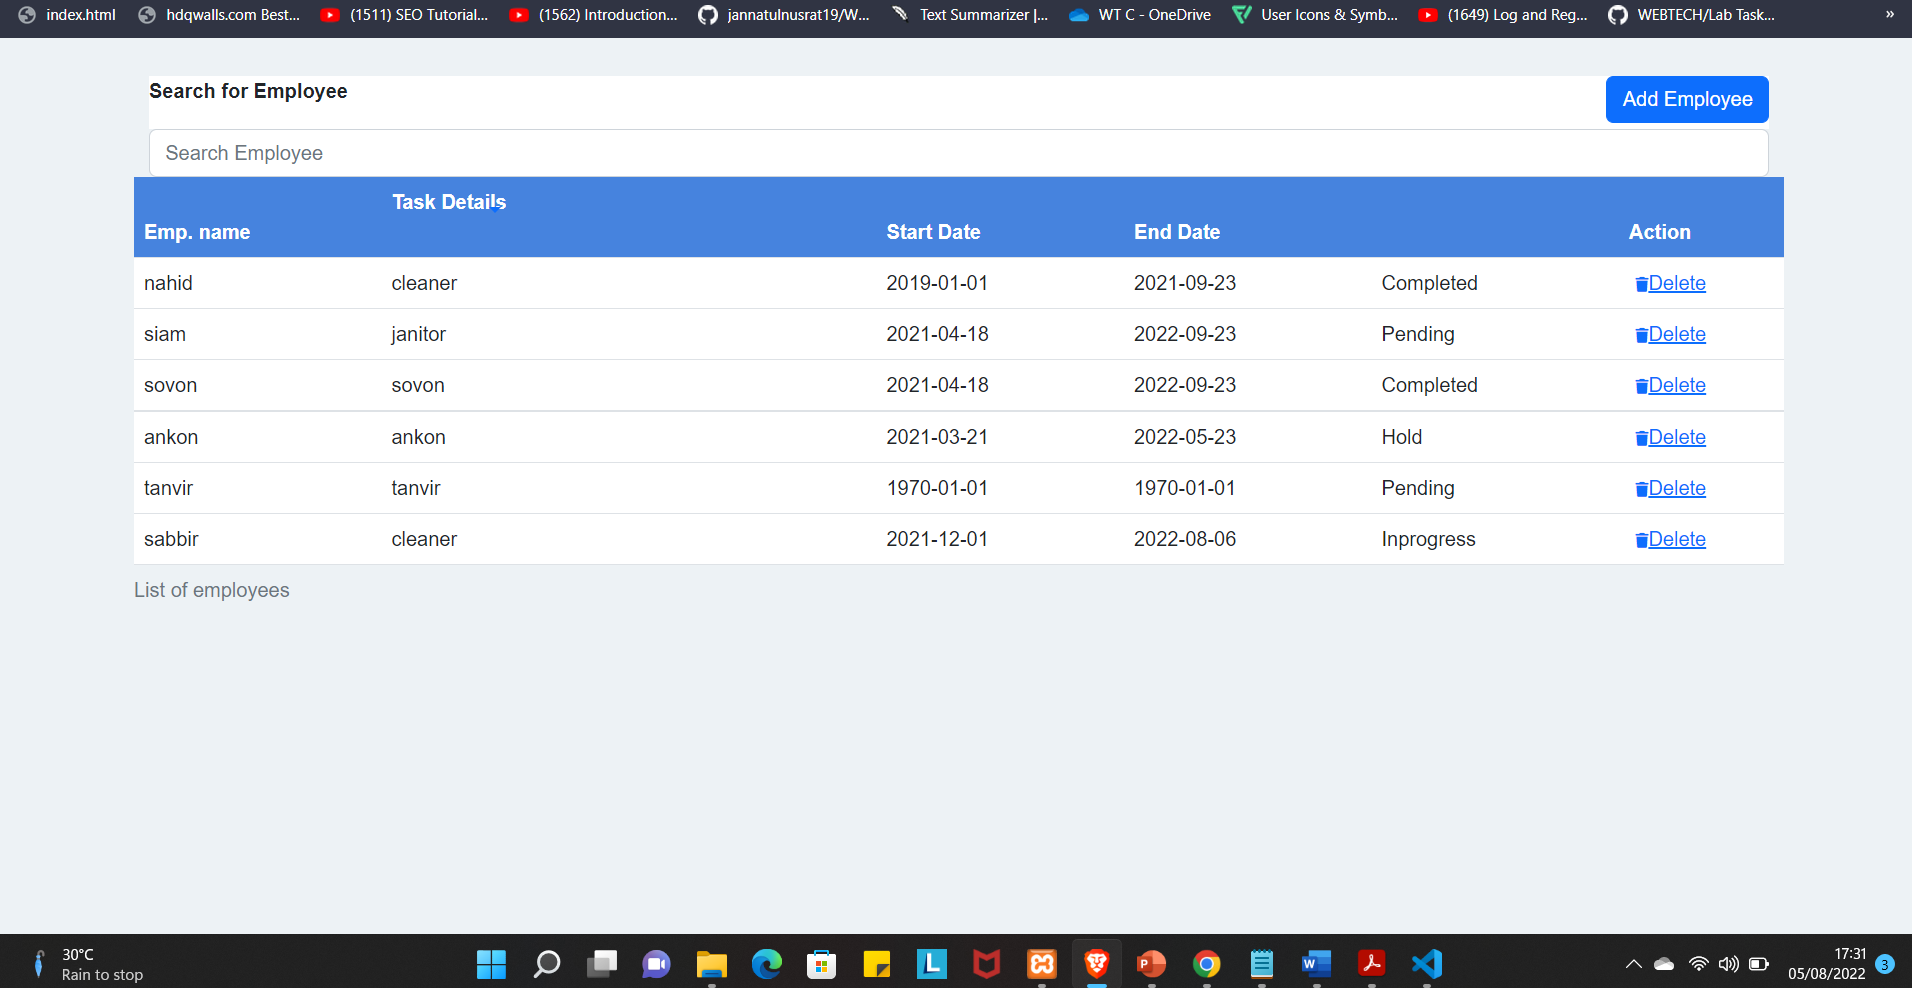 index.html hdqwalls.com Best... (1511) SEO Tutorial... (1562) Introduction... jannatulnusrat19/W... Text Summarizer |... WT C - OneDrive User Icons & Symb... (1649) Log and Reg... WEBTECH/Lab Task... »
Search for Employee Add Employee
Search Employee
Task Details
Emp. name Start Date End Date Action
nahid cleaner 2019-01-01 2021-09-23 Completed Delete
siam janitor 2021-04-18 2022-09-23 Pending Delete
sovon sovon 2021-04-18 2022-09-23 Completed Delete
ankon ankon 2021-03-21 2022-05-23 Hold Delete
tanvir tanvir 1970-01-01 1970-01-01 Pending Delete
sabbir cleaner 2021-12-01 2022-08-06 Inprogress Delete
List of employees
30°C 17:31
Rain to stop 05/08/2022 3